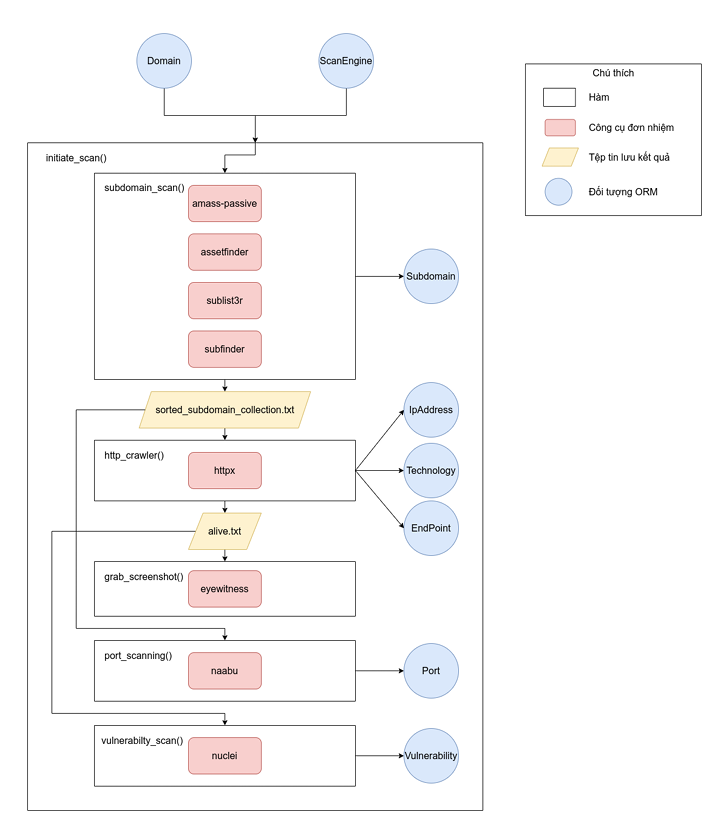 Domain
ScanEngine
Chú thích
Hàm
Công cụ đơn nhiệm
Tệp tin lưu kết quả
Đối tượng ORM
initiate_scan()
subdomain_scan()
amass-passive
assetfinder
sublist3r
subfinder
Subdomain
sorted_subdomain_collection.txt
http_crawler()
httpx
IpAddress
Technology
EndPoint
alive.txt
grab_screenshot()
eyewitness
port_scanning()
naabu
Port
vulnerabilty_scan()
nuclei
Vulnerability